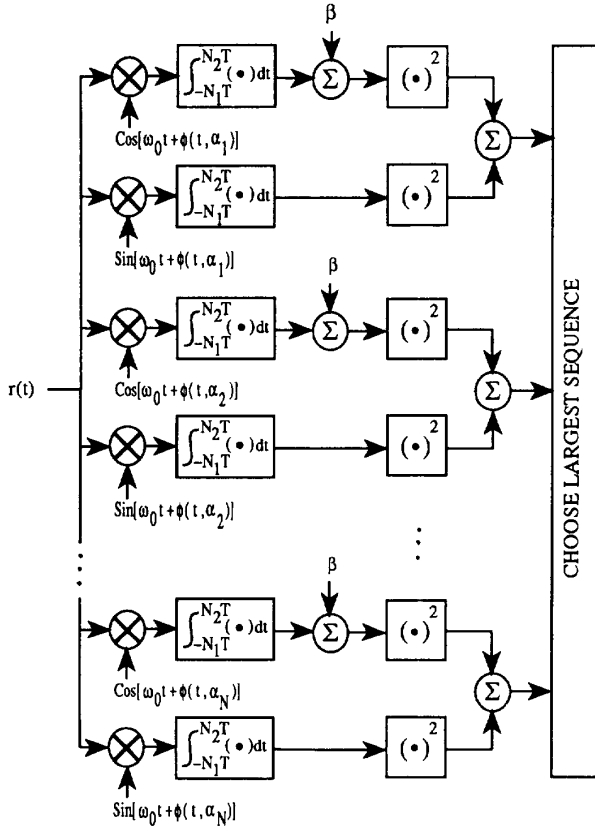 β
N₂T
∫ (•)dt
-N₁T
Σ
(•)²
Cos[ω₀t+ϕ(t,α₁)]
Σ
N₂T
∫ (•)dt
-N₁T
(•)²
Sin[ω₀t+ϕ(t,α₁)]
β
N₂T
∫ (•)dt
-N₁T
Σ
(•)²
Cos[ω₀t+ϕ(t,α₂)]
r(t)
Σ
N₂T
∫ (•)dt
-N₁T
(•)²
Sin[ω₀t+ϕ(t,α₂)]
β
N₂T
∫ (•)dt
-N₁T
Σ
(•)²
Cos[ω₀t+ϕ(t,α_N)]
Σ
N₂T
∫ (•)dt
-N₁T
(•)²
Sin[ω₀t+ϕ(t,α_N)]
CHOOSE LARGEST SEQUENCE